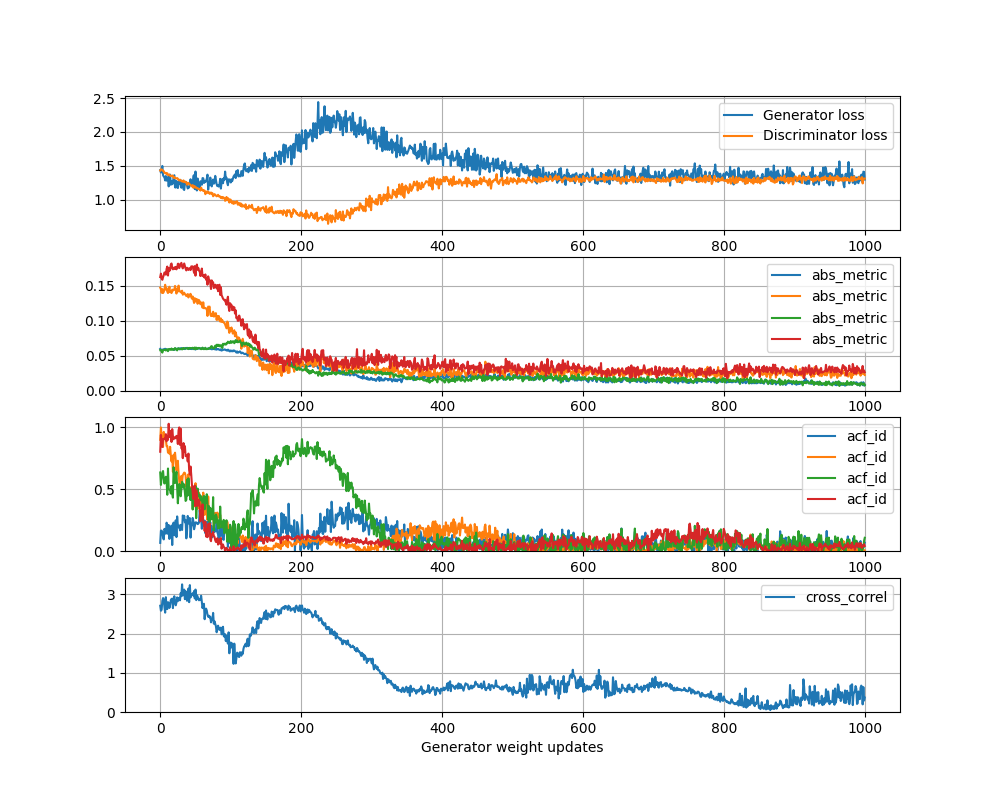 2.5
2.0
1.5
1.0
Generator loss
Discriminator loss
0 200 400 600 800 1000
0.15
0.10
0.05
0.00
abs_metric
abs_metric
abs_metric
abs_metric
0 200 400 600 800 1000
1.0
0.5
0.0
acf_id
acf_id
acf_id
acf_id
0 200 400 600 800 1000
3
2
1
0
cross_correl
0 200 400 600 800 1000
Generator weight updates